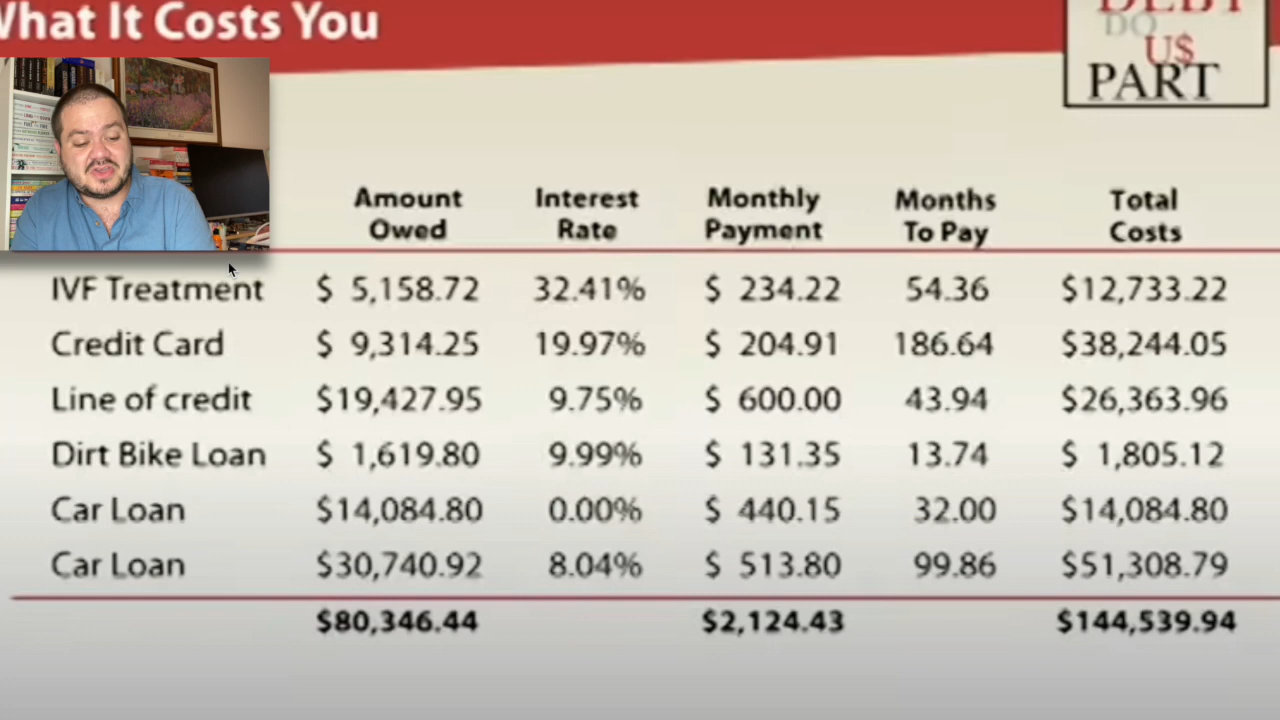 What It Costs You
DEBT
DO
U$
PART
Amount Owed Interest Rate Monthly Payment Months To Pay Total Costs
IVF Treatment $ 5,158.72 32.41% $ 234.22 54.36 $12,733.22
Credit Card $ 9,314.25 19.97% $ 204.91 186.64 $38,244.05
Line of credit $19,427.95 9.75% $ 600.00 43.94 $26,363.96
Dirt Bike Loan $ 1,619.80 9.99% $ 131.35 13.74 $ 1,805.12
Car Loan $14,084.80 0.00% $ 440.15 32.00 $14,084.80
Car Loan $30,740.92 8.04% $ 513.80 99.86 $51,308.79
$80,346.44 $2,124.43 $144,539.94